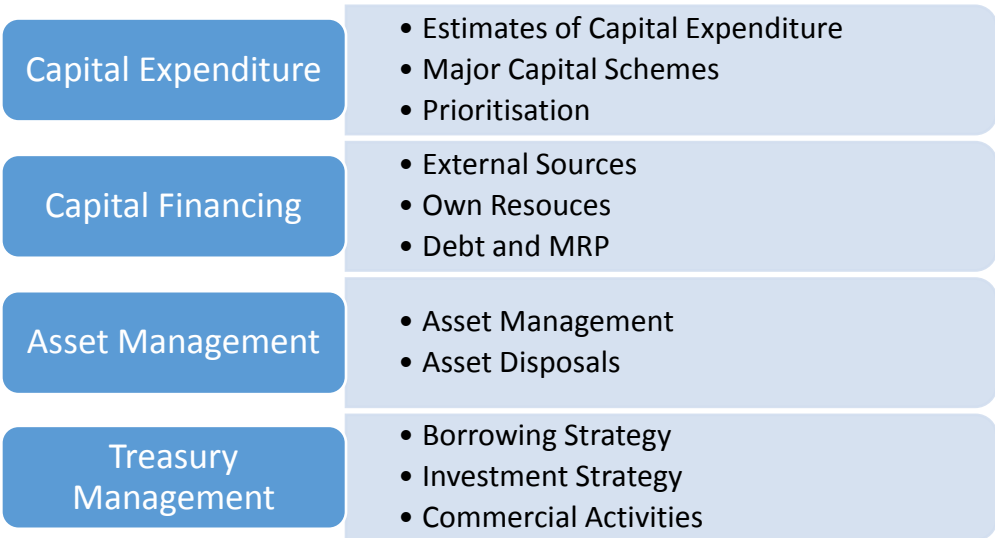 Capital Expenditure
• Estimates of Capital Expenditure
• Major Capital Schemes
• Prioritisation
Capital Financing
• External Sources
• Own Resouces
• Debt and MRP
Asset Management
• Asset Management
• Asset Disposals
Treasury
Management
• Borrowing Strategy
• Investment Strategy
• Commercial Activities